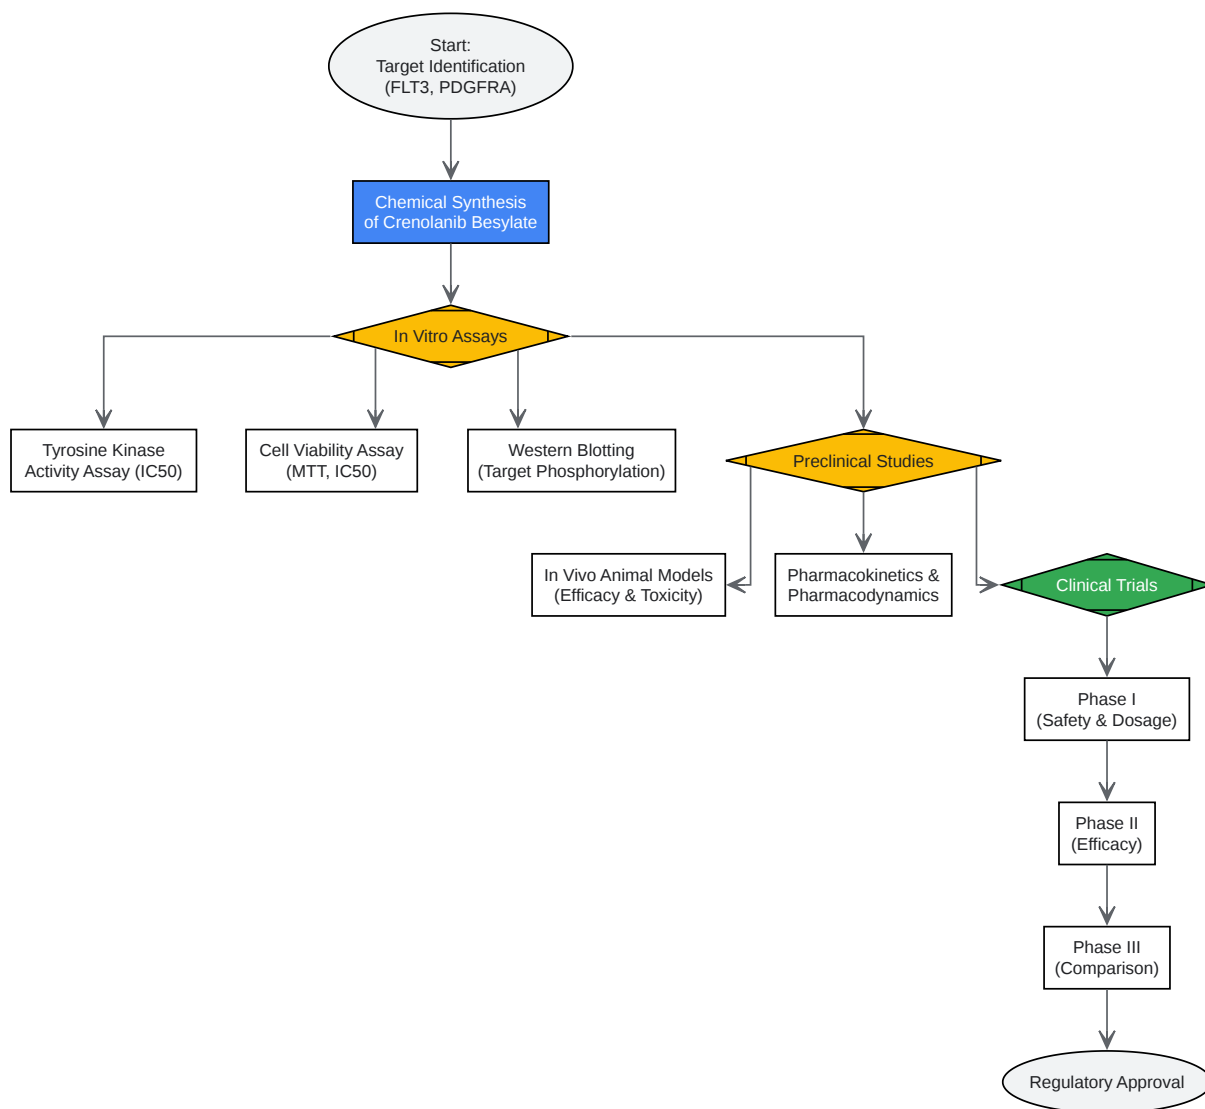 Start:
Target Identification
(FLT3, PDGFRA)
Chemical Synthesis
of Crenolanib Besylate
In Vitro Assays
Tyrosine Kinase
Activity Assay (IC50)
Cell Viability Assay
(MTT, IC50)
Western Blotting
(Target Phosphorylation)
Preclinical Studies
In Vivo Animal Models
(Efficacy & Toxicity)
Pharmacokinetics &
Pharmacodynamics
Clinical Trials
Phase I
(Safety & Dosage)
Phase II
(Efficacy)
Phase III
(Comparison)
Regulatory Approval